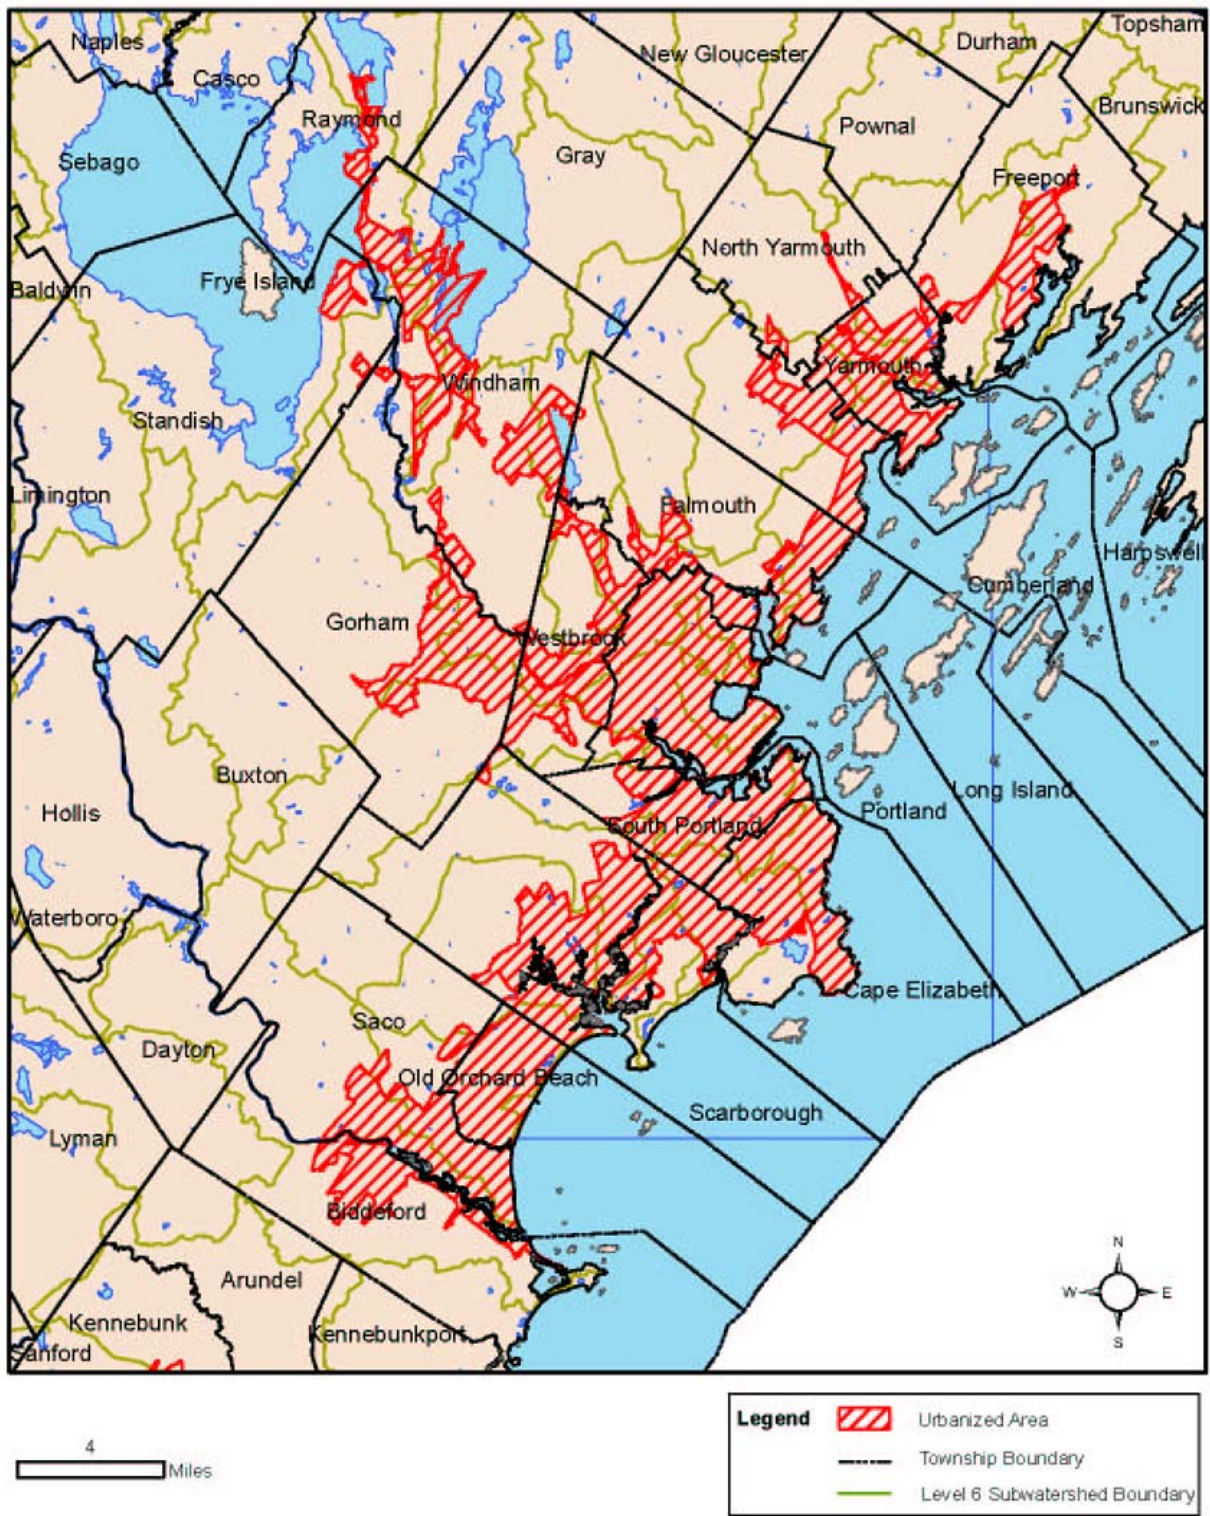 Naples
Casco
Raymond
New Gloucester
Durham
Topsham
Brunswick
Pownal
Gray
Sebago
Freeport
North Yarmouth
Frye Island
Baldwin
Yarmouth
Windham
Standish
Limington
Falmouth
Harpswell
Cumberland
Gorham
Westbrook
Buxton
Hollis
Long Island
Portland
South Portland
Waterboro
Cape Elizabeth
Saco
Dayton
Old Orchard Beach
Scarborough
Lyman
Biddeford
Arundel
Kennebunk
Kennebunkport
Sanford
N
W
E
S
4
Miles
Legend
Urbanized Area
Township Boundary
Level 6 Subwatershed Boundary